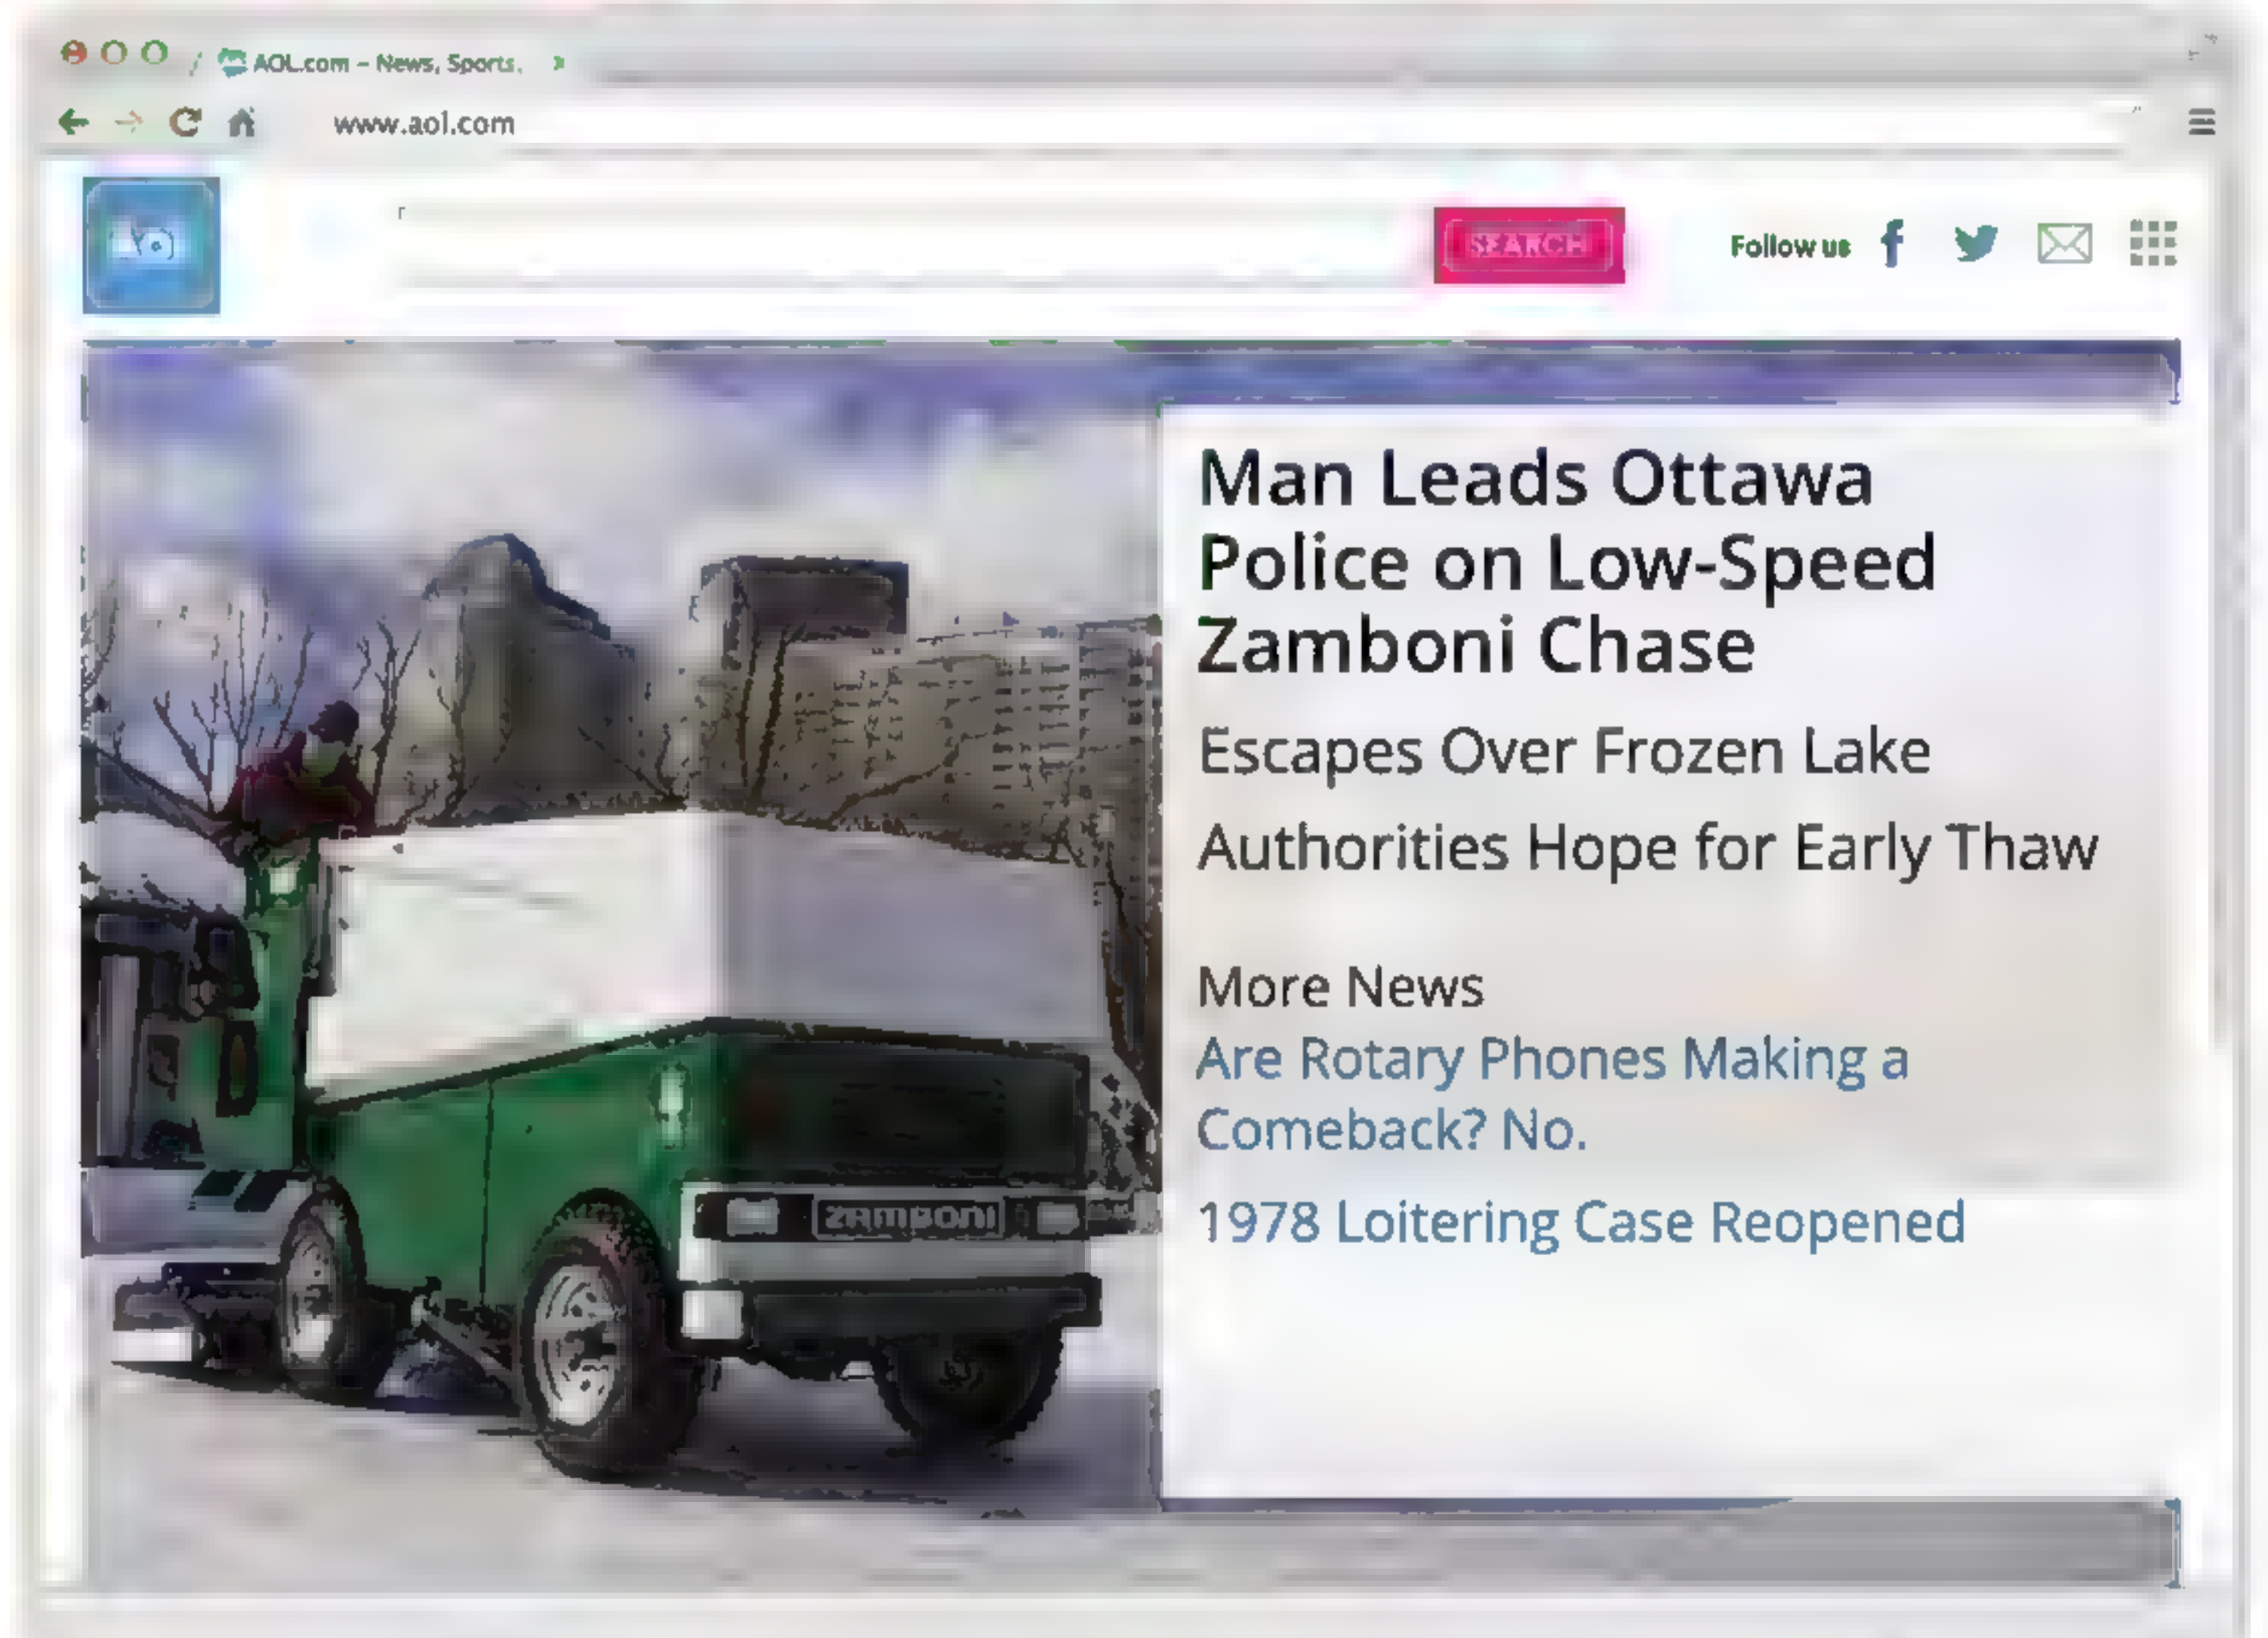 AOL.com – News, Sports,
www.aol.com
SEARCH
Follow us
Man Leads Ottawa
Police on Low-Speed
Zamboni Chase
Escapes Over Frozen Lake
Authorities Hope for Early Thaw
More News
Are Rotary Phones Making a
Comeback? No.
1978 Loitering Case Reopened
ZAMBONI